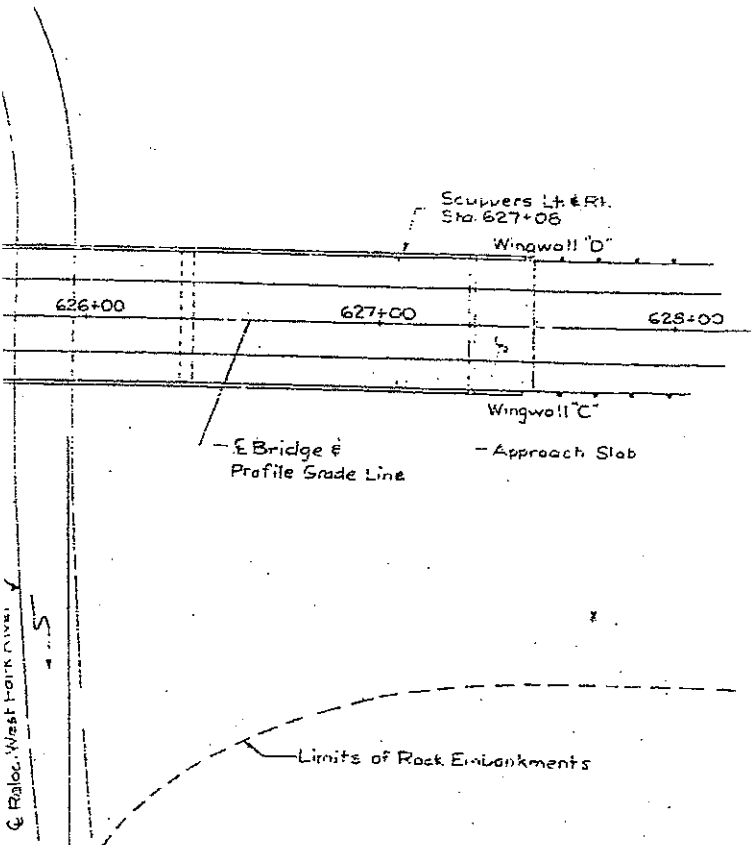 Scuppers Lt. & Rt.
Sta. 627+08
Wingwall "D"
626+00
627+00
628+00
Wingwall "C"
℄ Bridge &
Profile Grade Line
Approach Slab
Limits of Rock Embankments
℄ Reloc. West Fork River